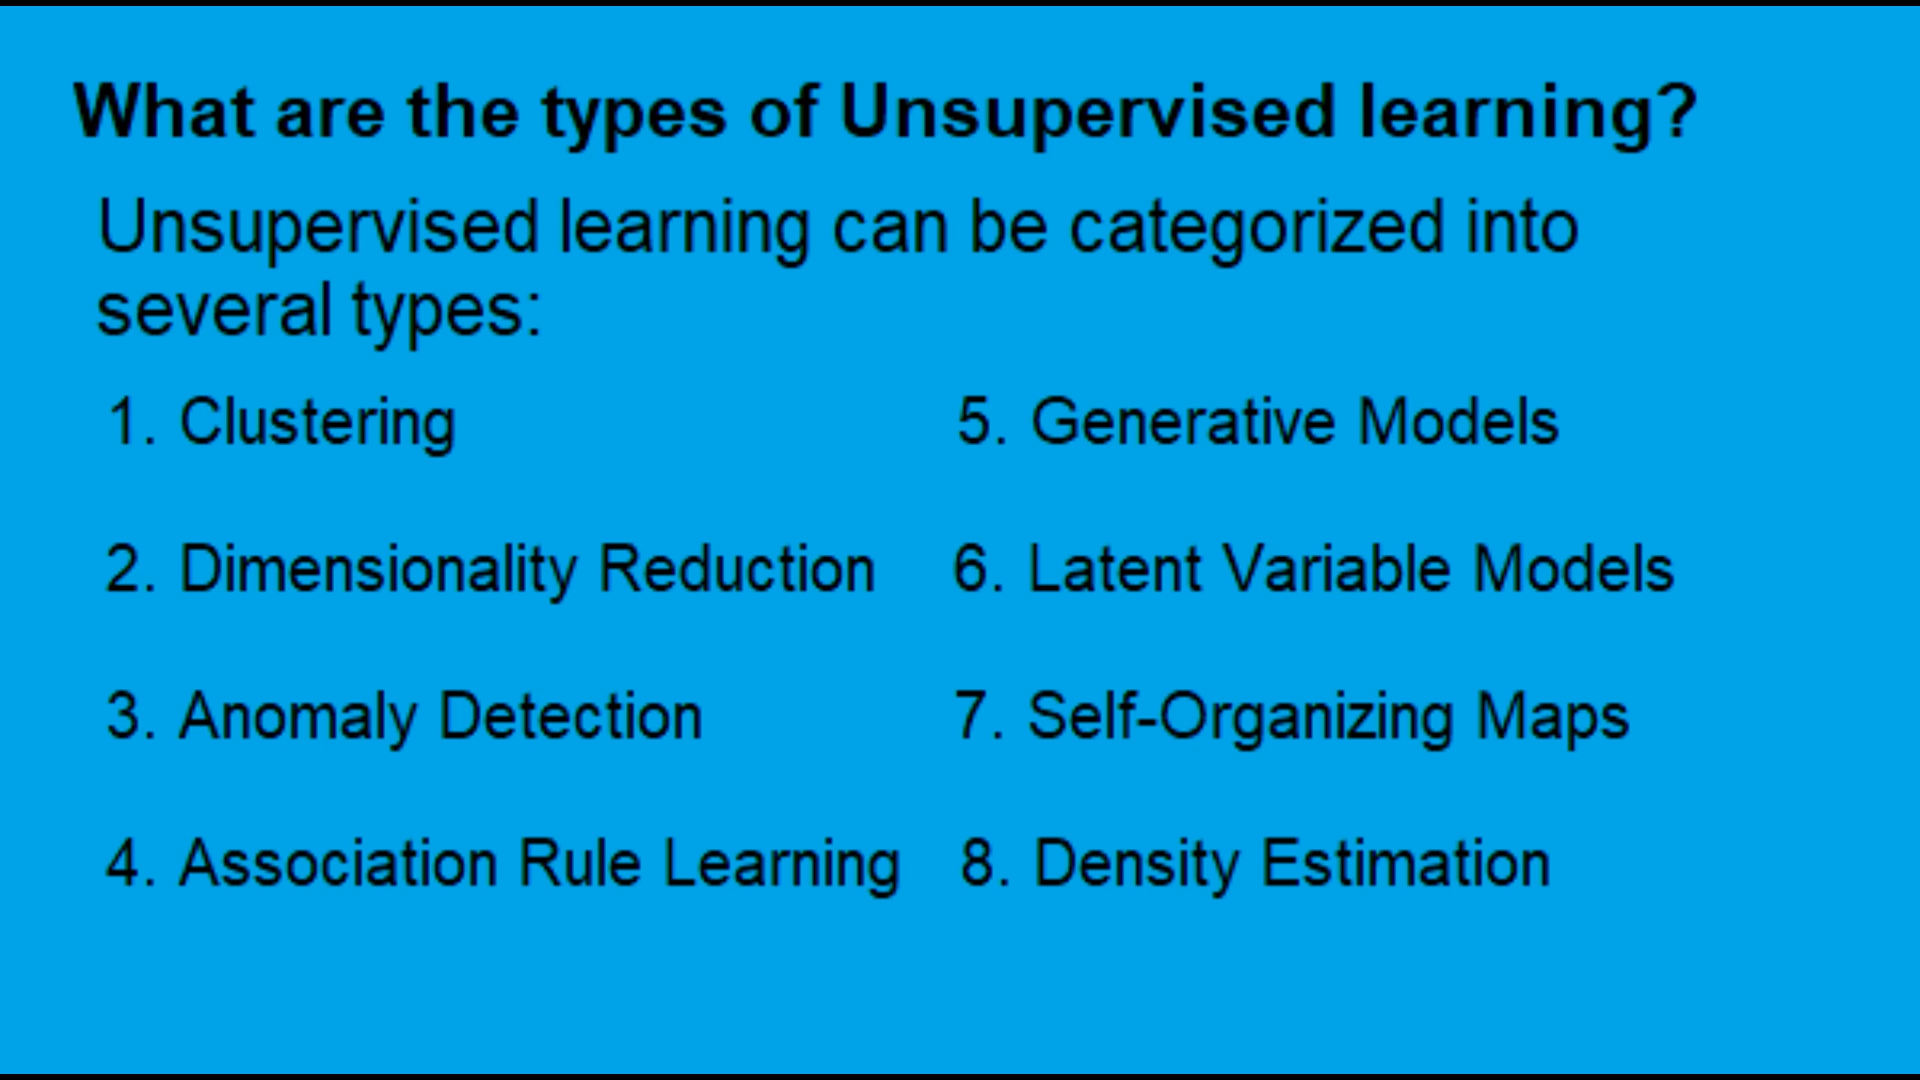 What are the types of Unsupervised learning?
Unsupervised learning can be categorized into
several types:
1. Clustering
2. Dimensionality Reduction
3. Anomaly Detection
4. Association Rule Learning
5. Generative Models
6. Latent Variable Models
7. Self-Organizing Maps
8. Density Estimation